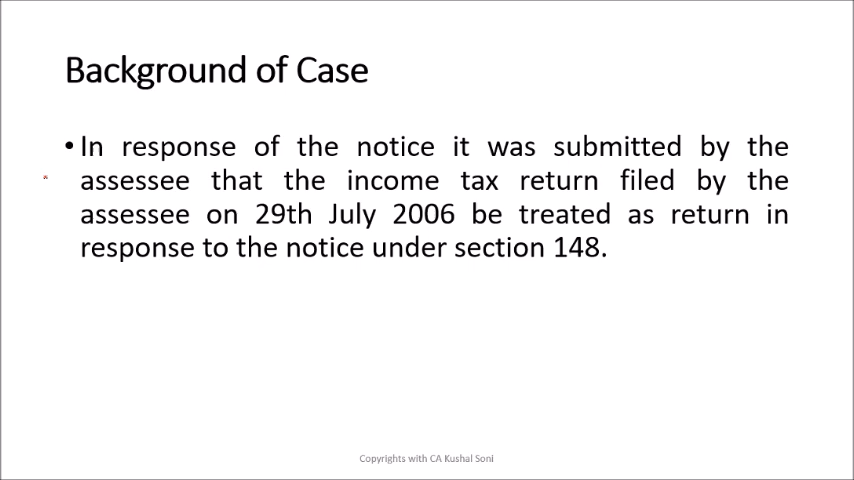 Background of Case
• In response of the notice it was submitted by the
assessee that the income tax return filed by the
assessee on 29th July 2006 be treated as return in
response to the notice under section 148.
Copyrights with CA Kushal Soni